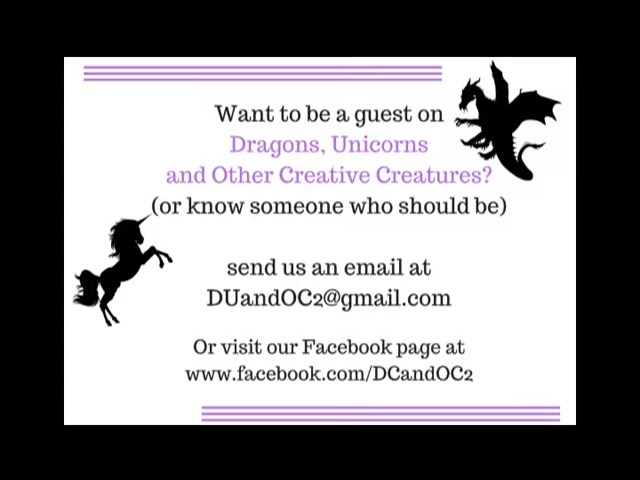 Want to be a guest on
Dragons, Unicorns
and Other Creative Creatures?
(or know someone who should be)
send us an email at
DUandOC2@gmail.com
Or visit our Facebook page at
www.facebook.com/DCandOC2